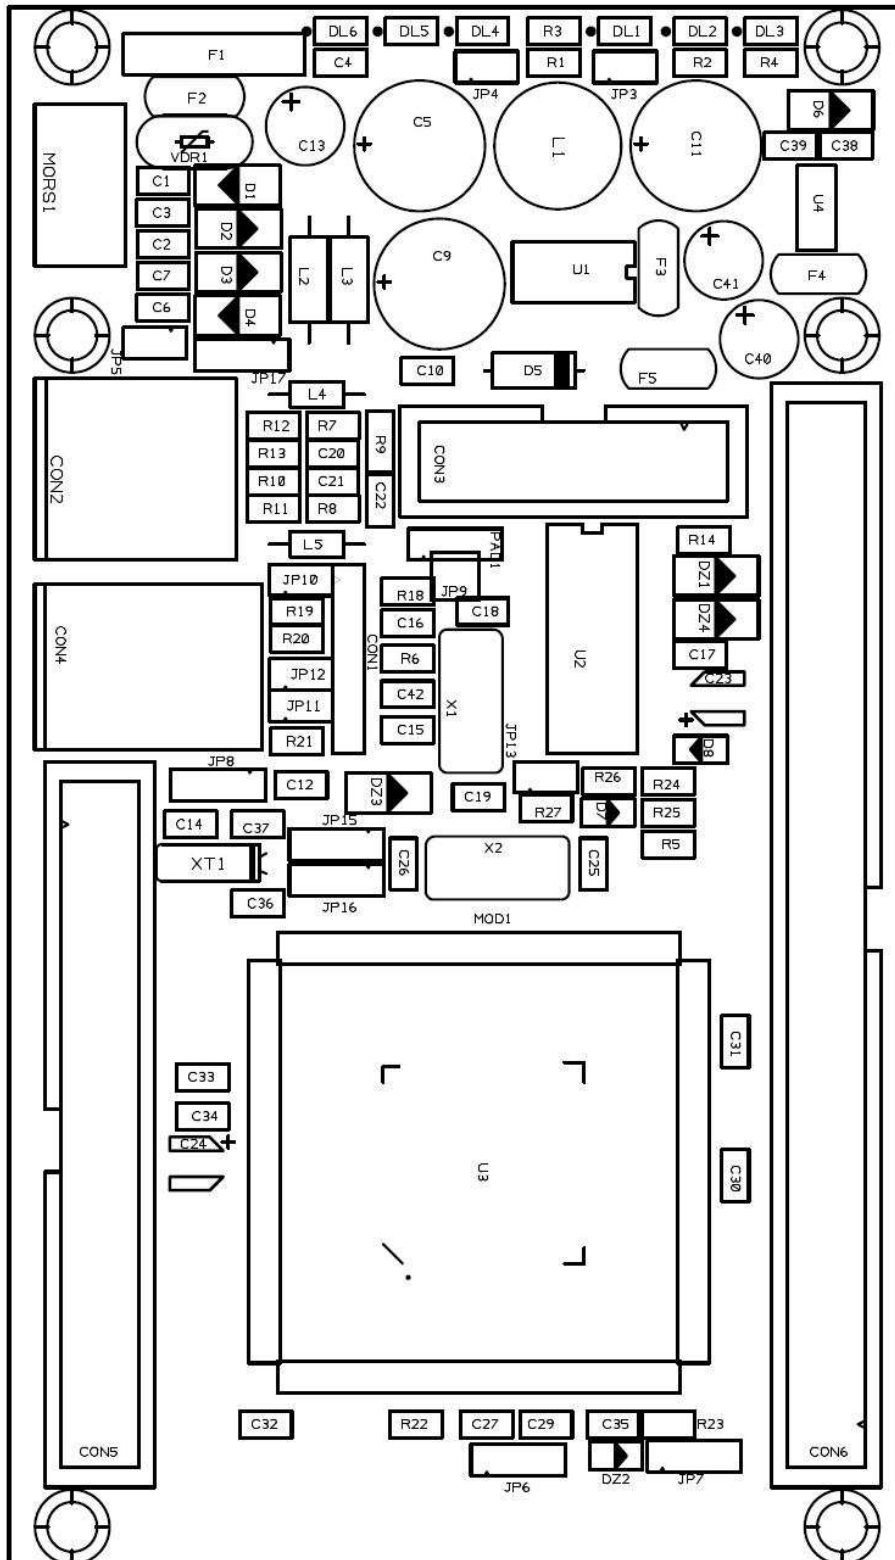 DL6 DL5 DL4 R3 DL1 DL2 DL3
F1
C4 R1 R2 R4
JP4 JP3
F2
C13 C5 L1 C11
D6
C39 C38
VDR1
MORS1
C1 D1
C3 D2
C2
C7 D3
C6 D4
L2 L3 C9 U1 F3 C41 U4 F4
JP5 JP17
C10 D5 F5 C40
L4
CON2
R12 R7
R13 C20
R10 C21
R11 R8
R9
C22
CON3
L5
PAL1
R14
JP10 R18 JP9
DZ1
R19 C16 C18
DZ4
R20 CON1
CON4
R6 U2 C17
JP12
C23
JP11 C42 X1
R21 C15 JP13 D8
JP8 C12 DZ3 C19
R26 R24
R27 D7 R25
C14 C37 JP15
R5
XT1 C26 X2 C25
C36 JP16
MOD1
C31
C33
C34
C24
U3 C30
C32 R22 C27 C29 C35 R23
CON5 CON6
JP6 DZ2 JP7